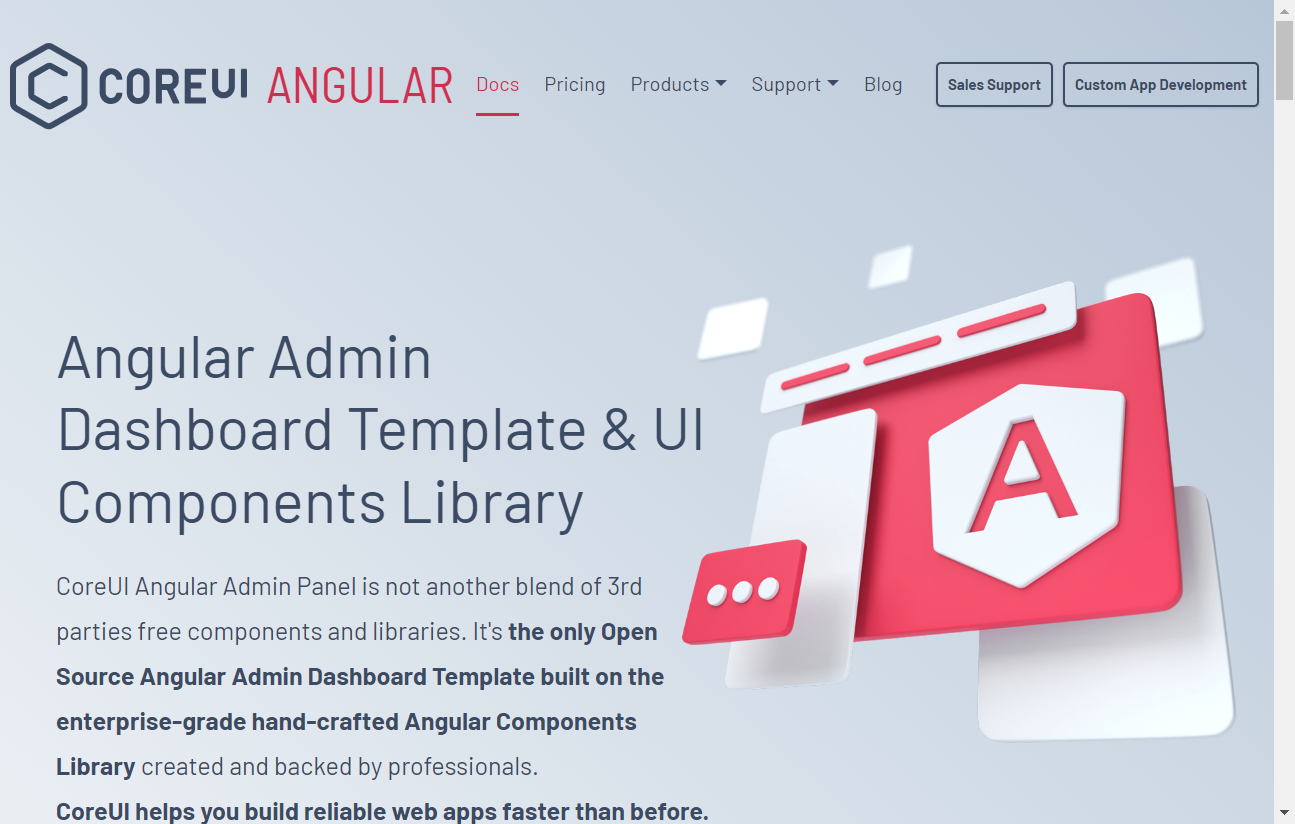 COREUI ANGULAR
Docs
Pricing
Products
Support
Blog
Sales Support
Custom App Development
Angular Admin
Dashboard Template & UI
Components Library
CoreUI Angular Admin Panel is not another blend of 3rd
parties free components and libraries. It's the only Open
Source Angular Admin Dashboard Template built on the
enterprise-grade hand-crafted Angular Components
Library created and backed by professionals.
CoreUI helps you build reliable web apps faster than before.
A